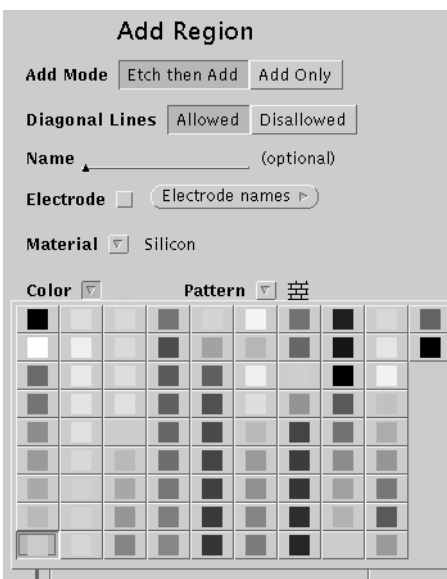 Add Region
Add Mode Etch then Add Add Only
Diagonal Lines Allowed Disallowed
Name (optional)
Electrode Electrode names
Material Silicon
Color Pattern